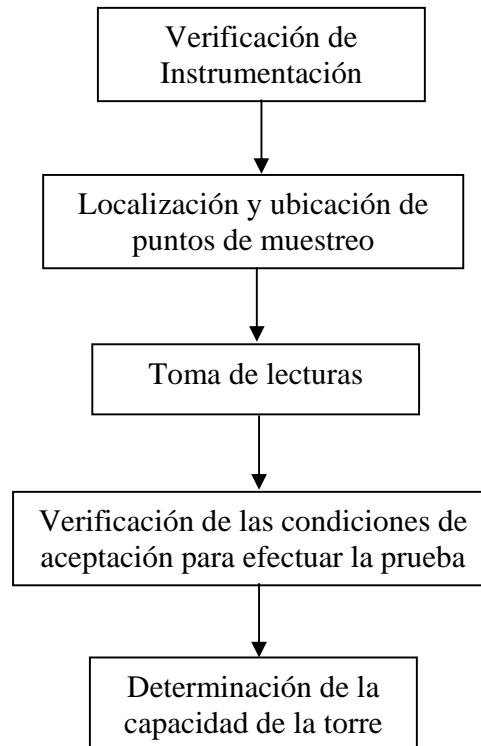 Verificación de
Instrumentación
Localización y ubicación de
puntos de muestreo
Toma de lecturas
Verificación de las condiciones de
aceptación para efectuar la prueba
Determinación de la
capacidad de la torre